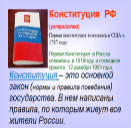 Конституция РФ
(устройство)
Первая конституция появилась в США в
1787 году
Первая Конституция в России
появилась в 1918 году, а последняя
принята 12 декабря 1993 года.
Конституция – это основной
закон (нормы и правила поведения)
государства. В нем написаны
правила, по которым живут все
жители России.